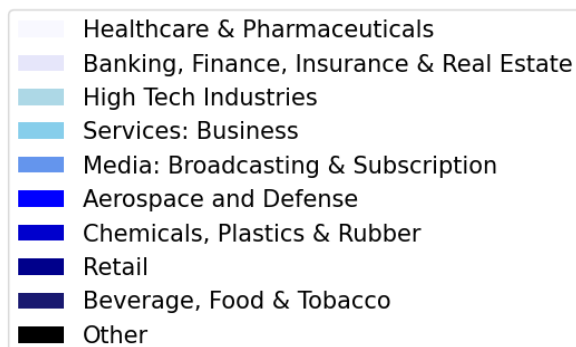 Healthcare & Pharmaceuticals
Banking, Finance, Insurance & Real Estate
High Tech Industries
Services: Business
Media: Broadcasting & Subscription
Aerospace and Defense
Chemicals, Plastics & Rubber
Retail
Beverage, Food & Tobacco
Other